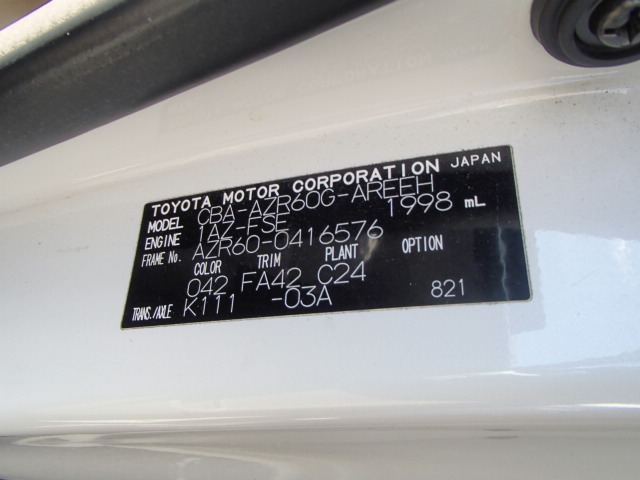 TOYOTA MOTOR CORPORATION JAPAN
MODEL CBA-AZR60G-AREEH
ENGINE 1AZ-FSE 1998 mL
FRAME No. AZR60-0416576
COLOR TRIM PLANT OPTION
042 FA42 C24
TRANS./AXLE K111 -03A 821